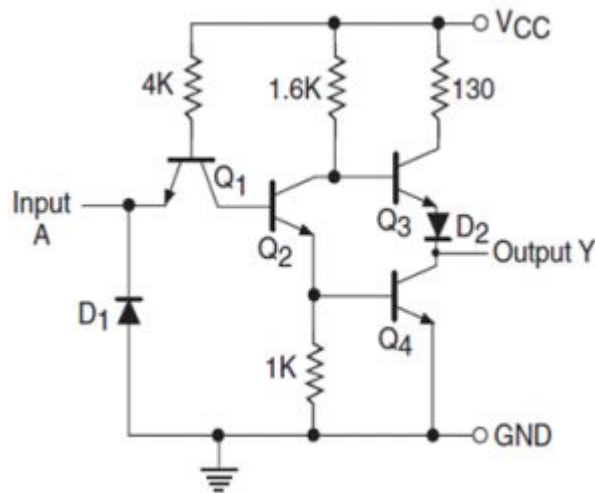 VCC
4K
1.6K
130
Q1
Input
A
Q2
Q3
D2
Output Y
D1
1K
Q4
GND